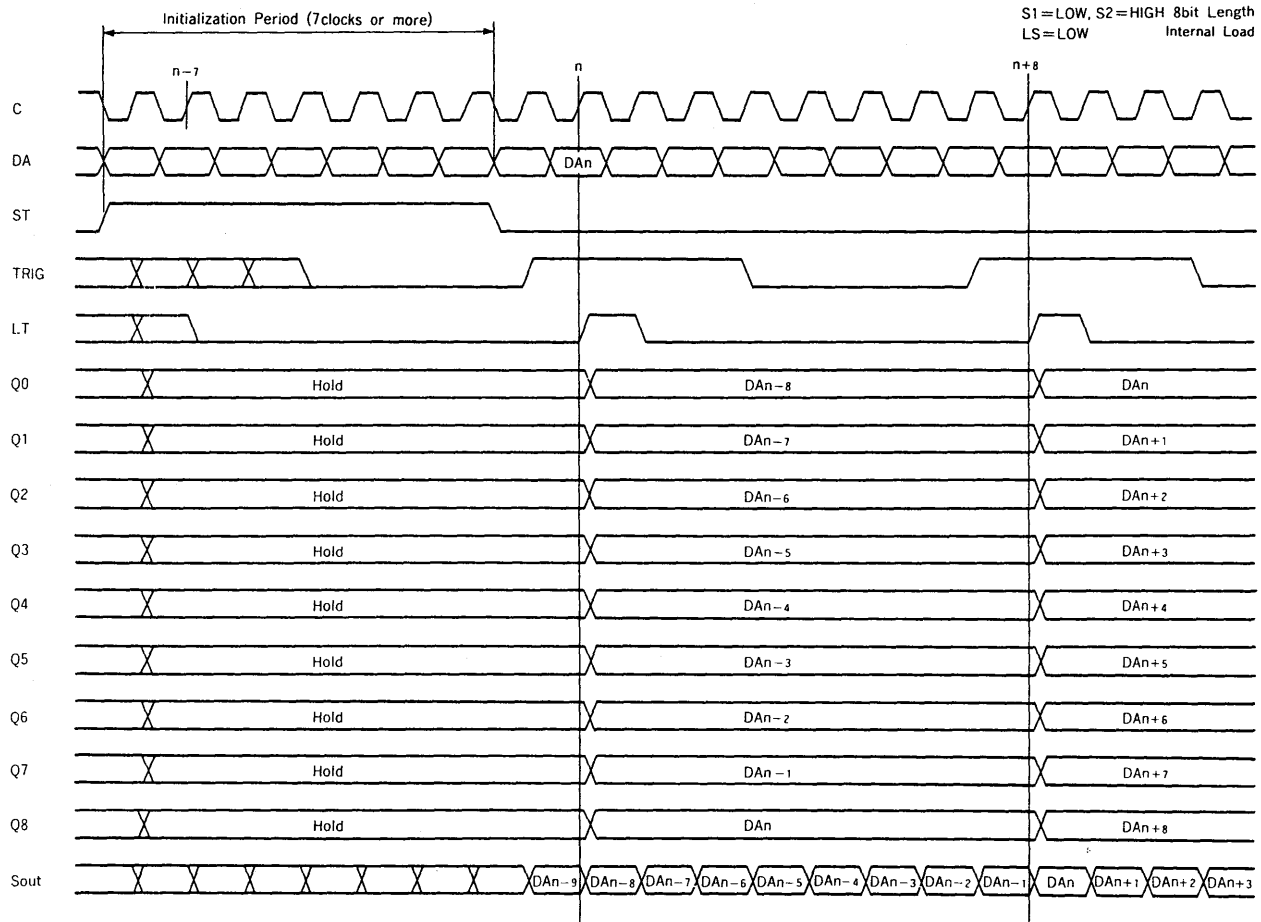 Initialization Period (7clocks or more)
S1=LOW, S2=HIGH 8bit Length
LS=LOW Internal Load
n-7 n n+8
C
DA DAn
ST
TRIG
LT
Q0 Hold DAn-8 DAn
Q1 Hold DAn-7 DAn+1
Q2 Hold DAn-6 DAn+2
Q3 Hold DAn-5 DAn+3
Q4 Hold DAn-4 DAn+4
Q5 Hold DAn-3 DAn+5
Q6 Hold DAn-2 DAn+6
Q7 Hold DAn-1 DAn+7
Q8 Hold DAn DAn+8
Sout DAn-9 DAn-8 DAn-7 DAn-6 DAn-5 DAn-4 DAn-3 DAn-2 DAn-1 DAn DAn+1 DAn+2 DAn+3